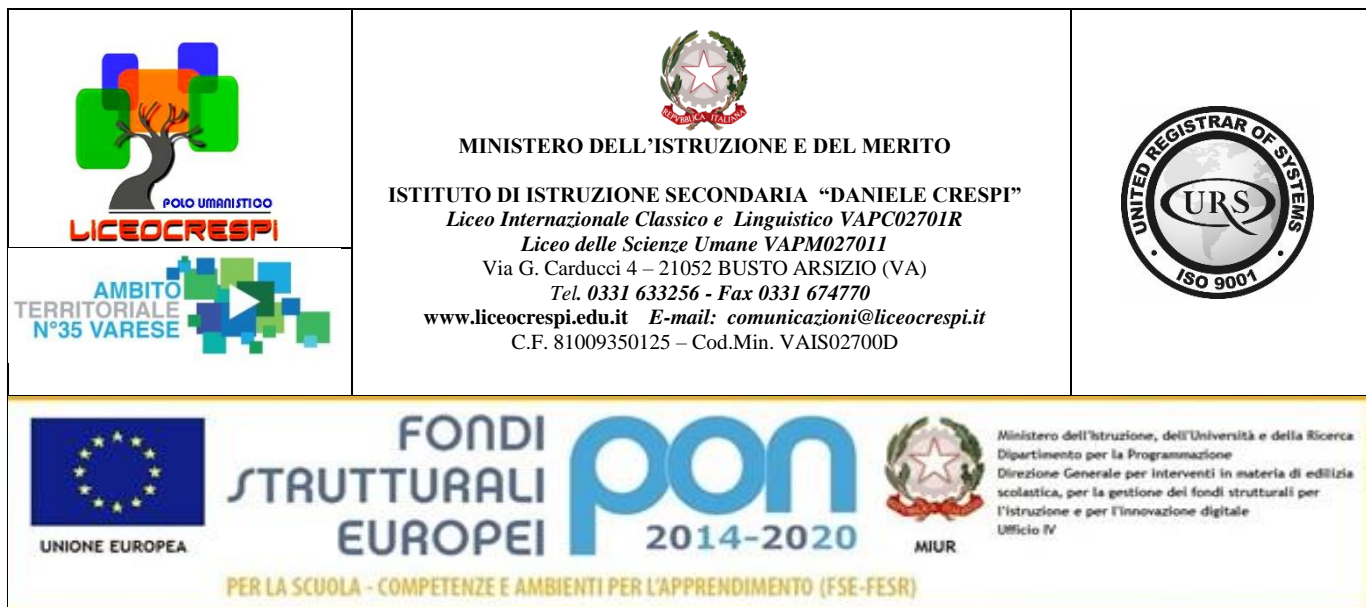 POLO UMANISTICO
LICEOCRESPI
AMBITO
TERRITORIALE
N°35 VARESE
REPVBBLICA ITALIANA
MINISTERO DELL’ISTRUZIONE E DEL MERITO
ISTITUTO DI ISTRUZIONE SECONDARIA “DANIELE CRESPI”
Liceo Internazionale Classico e Linguistico VAPC02701R
Liceo delle Scienze Umane VAPM027011
Via G. Carducci 4 – 21052 BUSTO ARSIZIO (VA)
Tel. 0331 633256 - Fax 0331 674770
www.liceocrespi.edu.it E-mail: comunicazioni@liceocrespi.it
C.F. 81009350125 – Cod.Min. VAIS02700D
UNITED REGISTRAR OF SYSTEMS
URS
· ISO 9001 ·
UNIONE EUROPEA
FONDI
STRUTTURALI
EUROPEI
pon
2014-2020
MIUR
Ministero dell'Istruzione, dell'Università e della Ricerca
Dipartimento per la Programmazione
Direzione Generale per interventi in materia di edilizia
scolastica, per la gestione dei fondi strutturali per
l'istruzione e per l'innovazione digitale
Ufficio IV
PER LA SCUOLA - COMPETENZE E AMBIENTI PER L'APPRENDIMENTO (FSE-FESR)